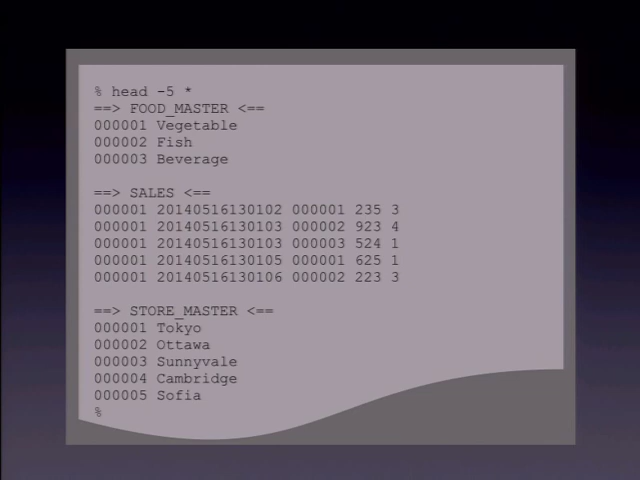 % head -5 *
==> FOOD_MASTER <==
000001 Vegetable
000002 Fish
000003 Beverage
==> SALES <==
000001 20140516130102 000001 235 3
000001 20140516130103 000002 923 4
000001 20140516130103 000003 524 1
000001 20140516130105 000001 625 1
000001 20140516130106 000002 223 3
==> STORE_MASTER <==
000001 Tokyo
000002 Ottawa
000003 Sunnyvale
000004 Cambridge
000005 Sofia
%